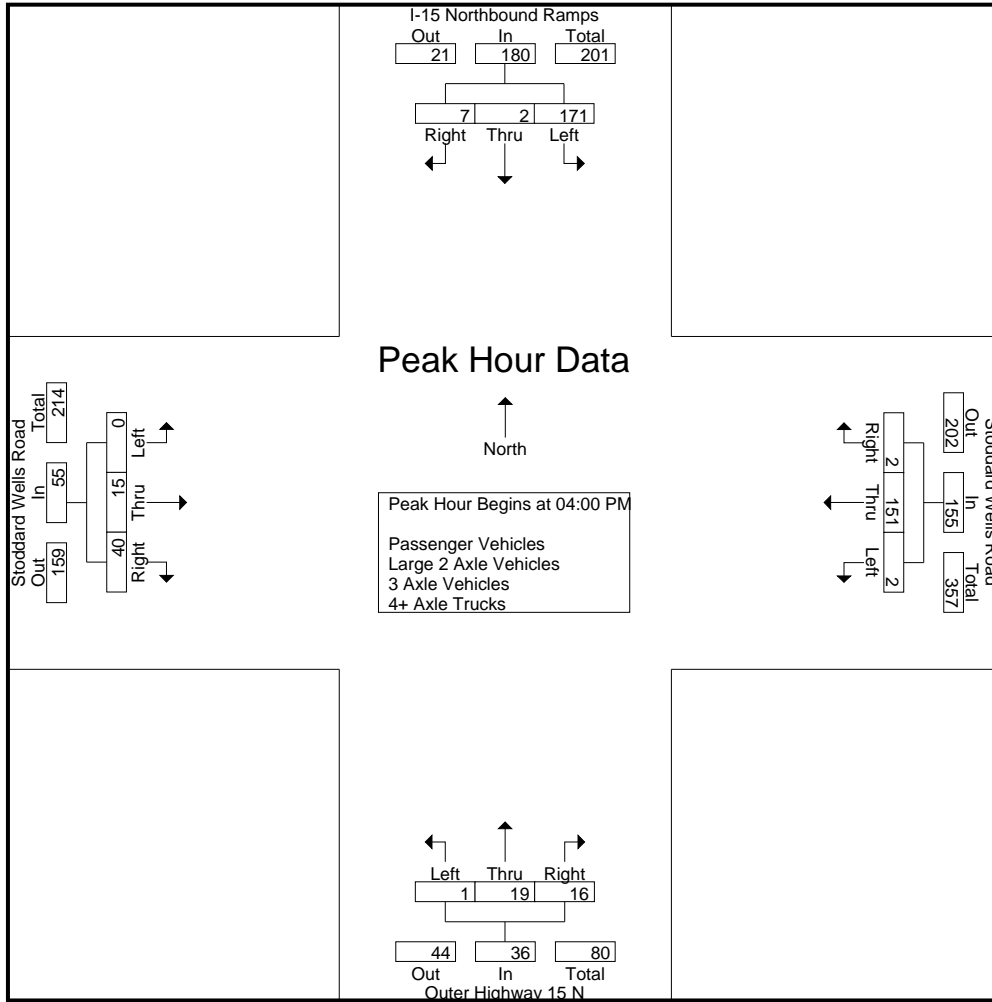 I-15 Northbound Ramps
Out In Total
21 180 201
7 2 171
Right Thru Left
Peak Hour Data
North
Peak Hour Begins at 04:00 PM
Passenger Vehicles
Large 2 Axle Vehicles
3 Axle Vehicles
4+ Axle Trucks
Stoddard Wells Road
Out In Total
159 55 214
Left Thru Right
0 15 40
Stoddard Wells Road
Out In Total
202 155 357
Right Thru Left
2 151 2
Left Thru Right
1 19 16
44 36 80
Out In Total
Outer Highway 15 N